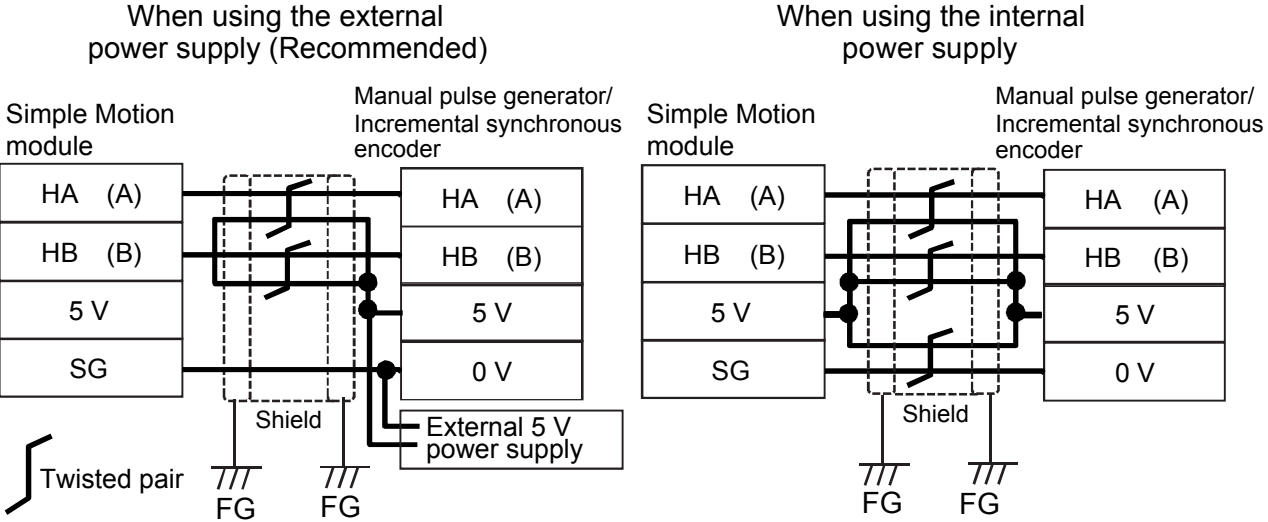 When using the external
power supply (Recommended)
Simple Motion
module
Manual pulse generator/
Incremental synchronous
encoder
HA (A)
HB (B)
5 V
SG
HA (A)
HB (B)
5 V
0 V
Shield
External 5 V
power supply
Twisted pair
FG
FG
When using the internal
power supply
Simple Motion
module
Manual pulse generator/
Incremental synchronous
encoder
HA (A)
HB (B)
5 V
SG
HA (A)
HB (B)
5 V
0 V
Shield
FG
FG